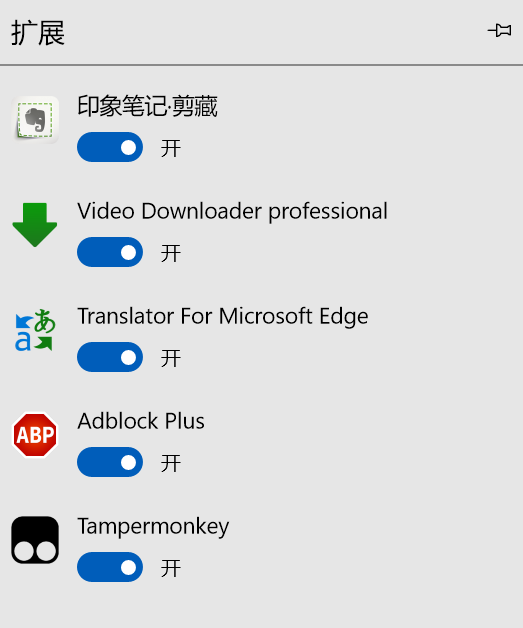 扩展
印象笔记·剪藏
开
Video Downloader professional
开
あ
a
Translator For Microsoft Edge
开
ABP
Adblock Plus
开
Tampermonkey
开